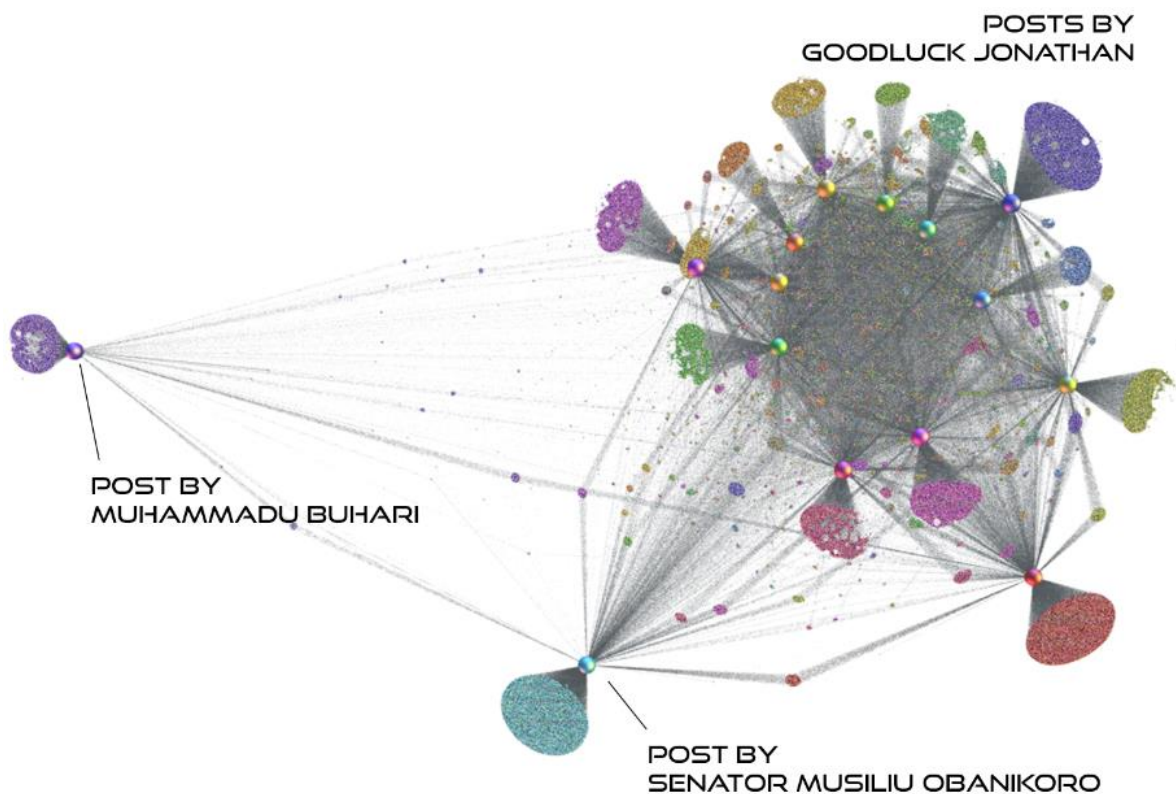 POSTS BY
GOODLUCK JONATHAN
POST BY
MUHAMMADU BUHARI
POST BY
SENATOR MUSILIU OBANIKORO